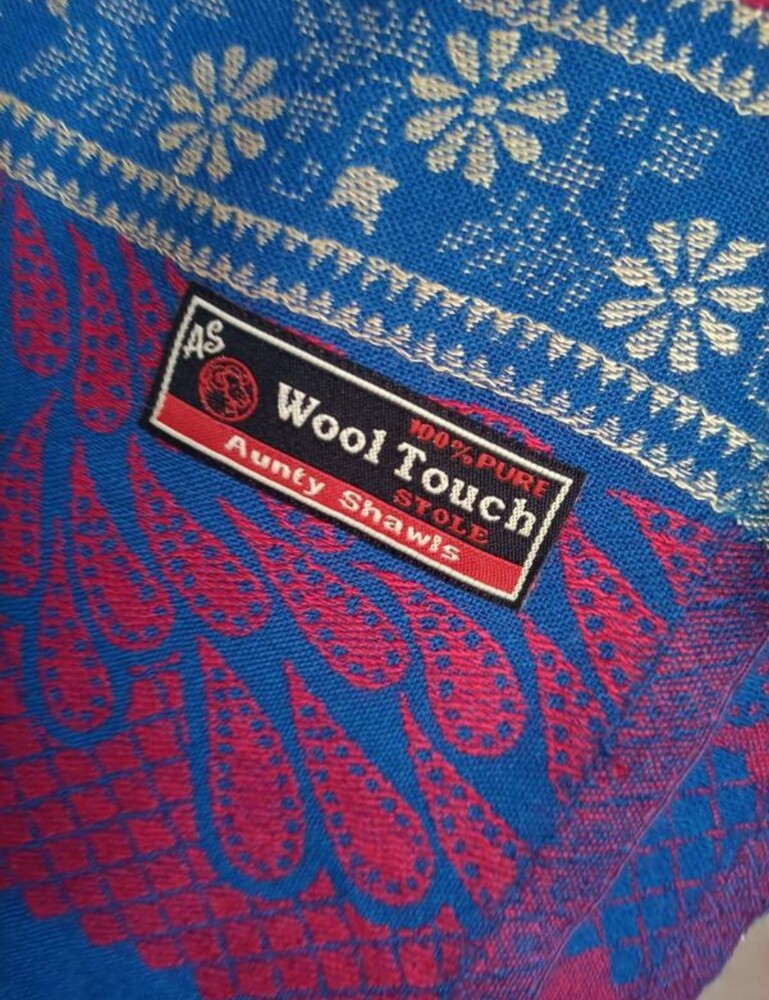 AS
100% PURE
Wool Touch
STOLE
Aunty Shawls